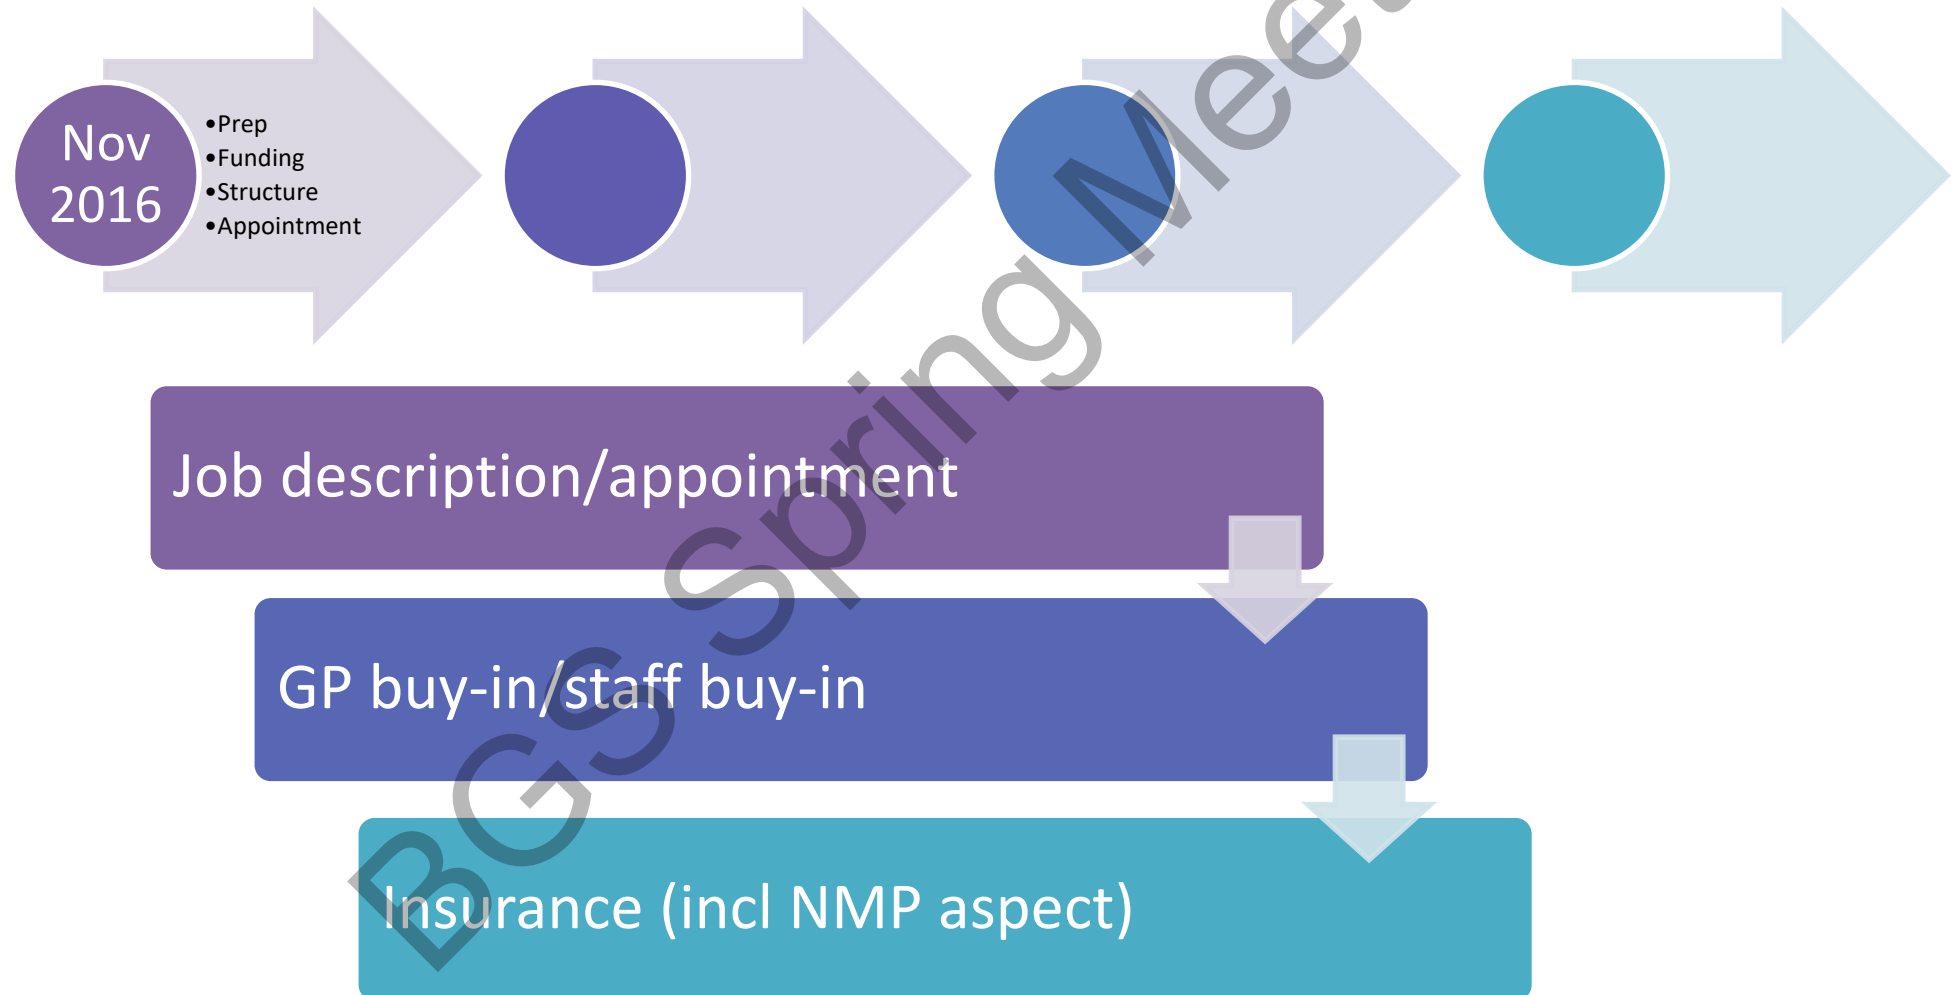 Nov
2016
•Prep
•Funding
•Structure
•Appointment
Job description/appointment
GP buy-in/staff buy-in
Insurance (incl NMP aspect)
BGS Spring